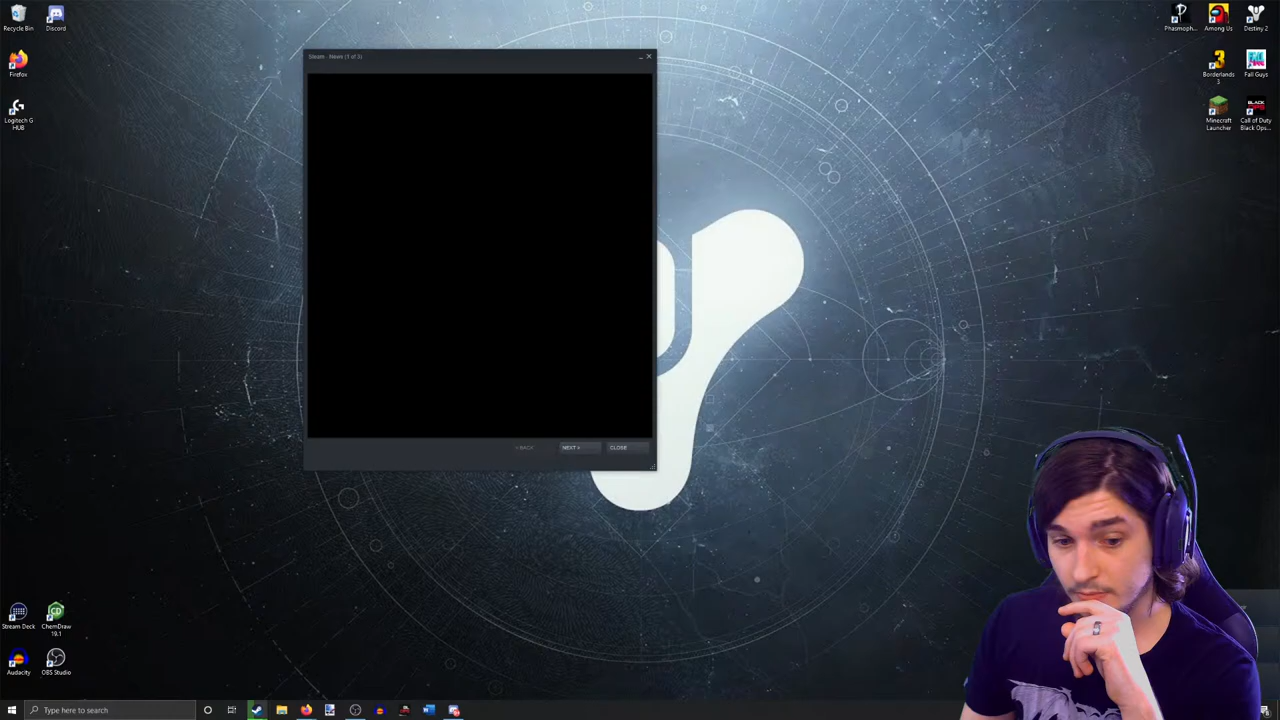 Recycle Bin
Discord
Firefox
Logitech G
HUB
Steam - News (1 of 3)
< BACK
NEXT >
CLOSE
Phasmoph...
Among Us
Destiny 2
Borderlands
3
Fall Guys
Minecraft
Launcher
BLACK
OPS
Call of Duty
Black Ops...
Stream Deck
ChemDraw
19.1
Audacity
OBS Studio
Type here to search